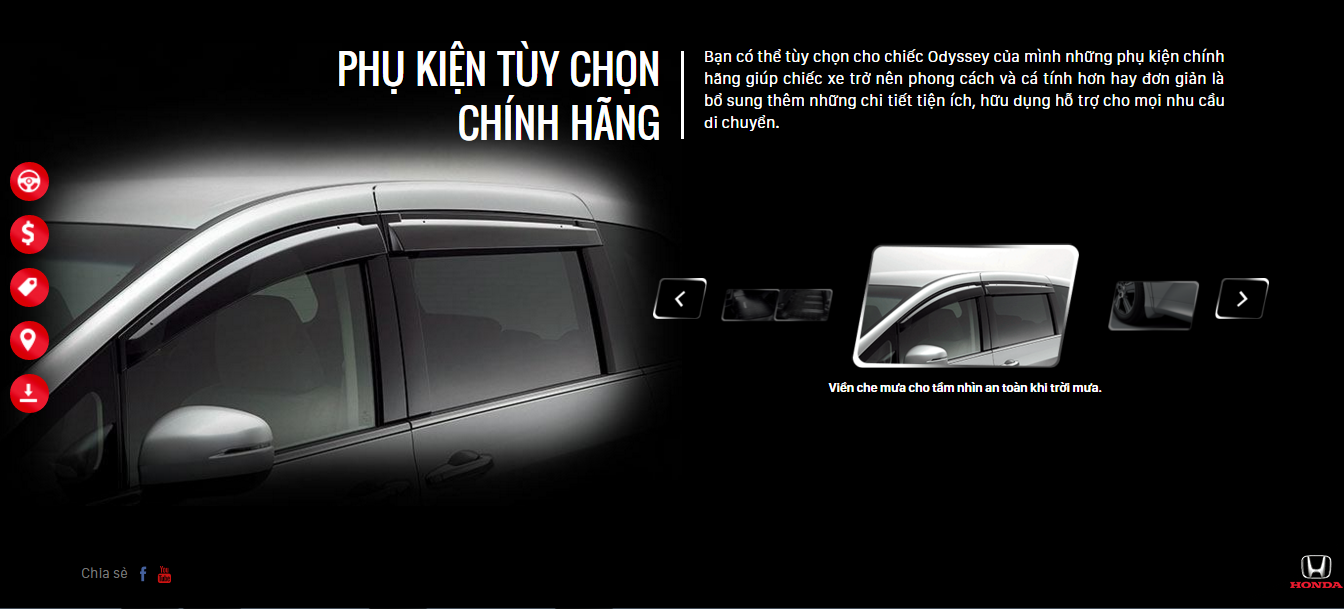 PHỤ KIỆN TÙY CHỌN
CHÍNH HÃNG
Bạn có thể tùy chọn cho chiếc Odyssey của mình những phụ kiện chính
hãng giúp chiếc xe trở nên phong cách và cá tính hơn hay đơn giản là
bổ sung thêm những chi tiết tiện ích, hữu dụng hỗ trợ cho mọi nhu cầu
di chuyển.
$
Viền che mưa cho tầm nhìn an toàn khi trời mưa.
Chia sẻ
f
You
Tube
HONDA